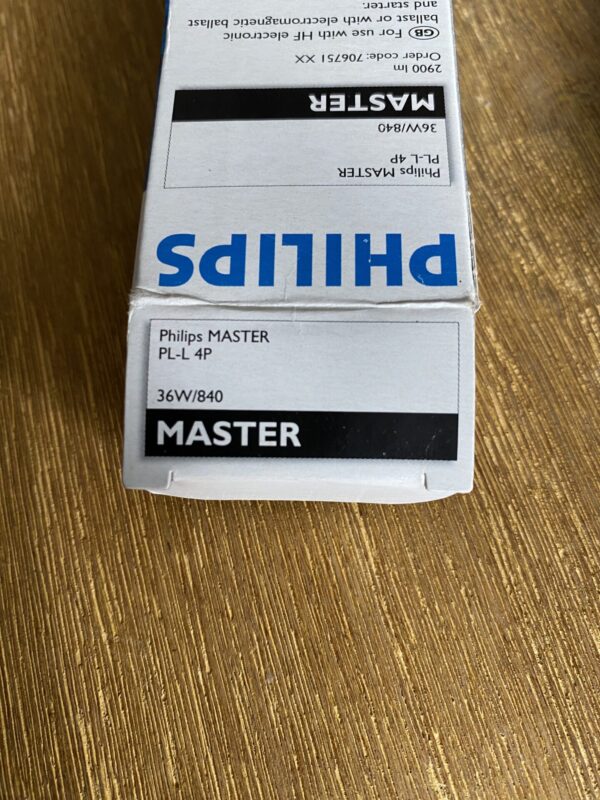 PHILIPS
Philips MASTER
PL-L 4P
36W/840
MASTER
2900 lm
Order code: 706751 XX
GB For use with HF electronic
ballast or with electromagnetic ballast
and starter.
Philips MASTER
PL-L 4P
36W/840
MASTER